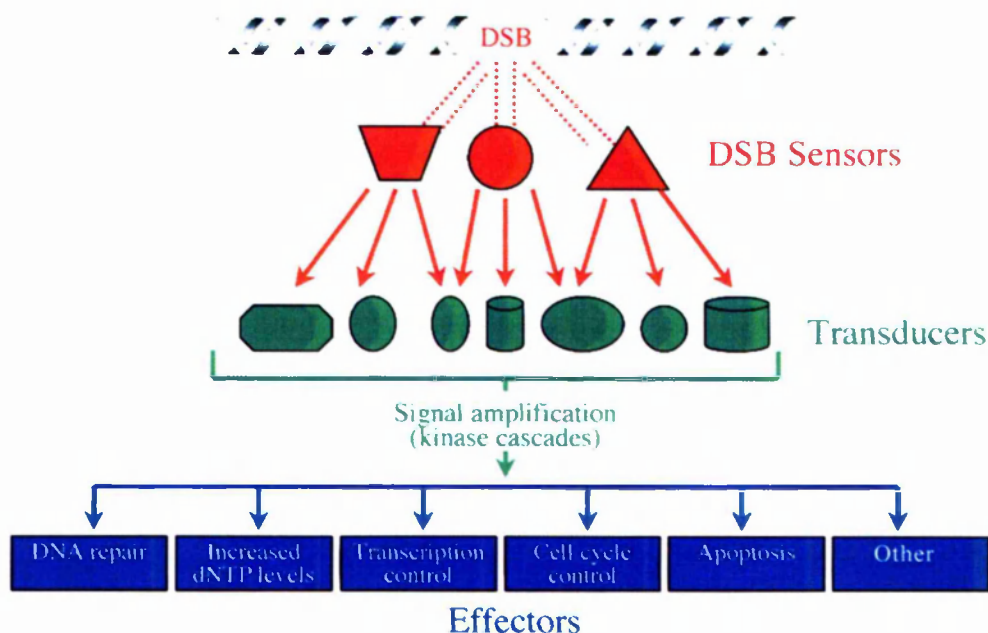 DSB
DSB Sensors
Transducers
Signal amplification
(kinase cascades)
DNA repair
Increased
dNTP levels
Transcription
control
Cell cycle
control
Apoptosis
Other
Effectors